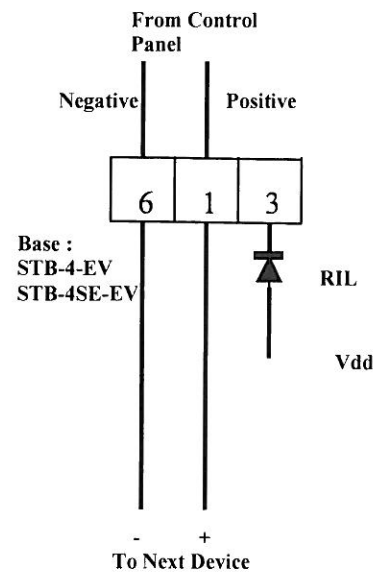 From Control
Panel
Negative
Positive
6 1 3
Base :
STB-4-EV
STB-4SE-EV
RIL
Vdd
- +
To Next Device